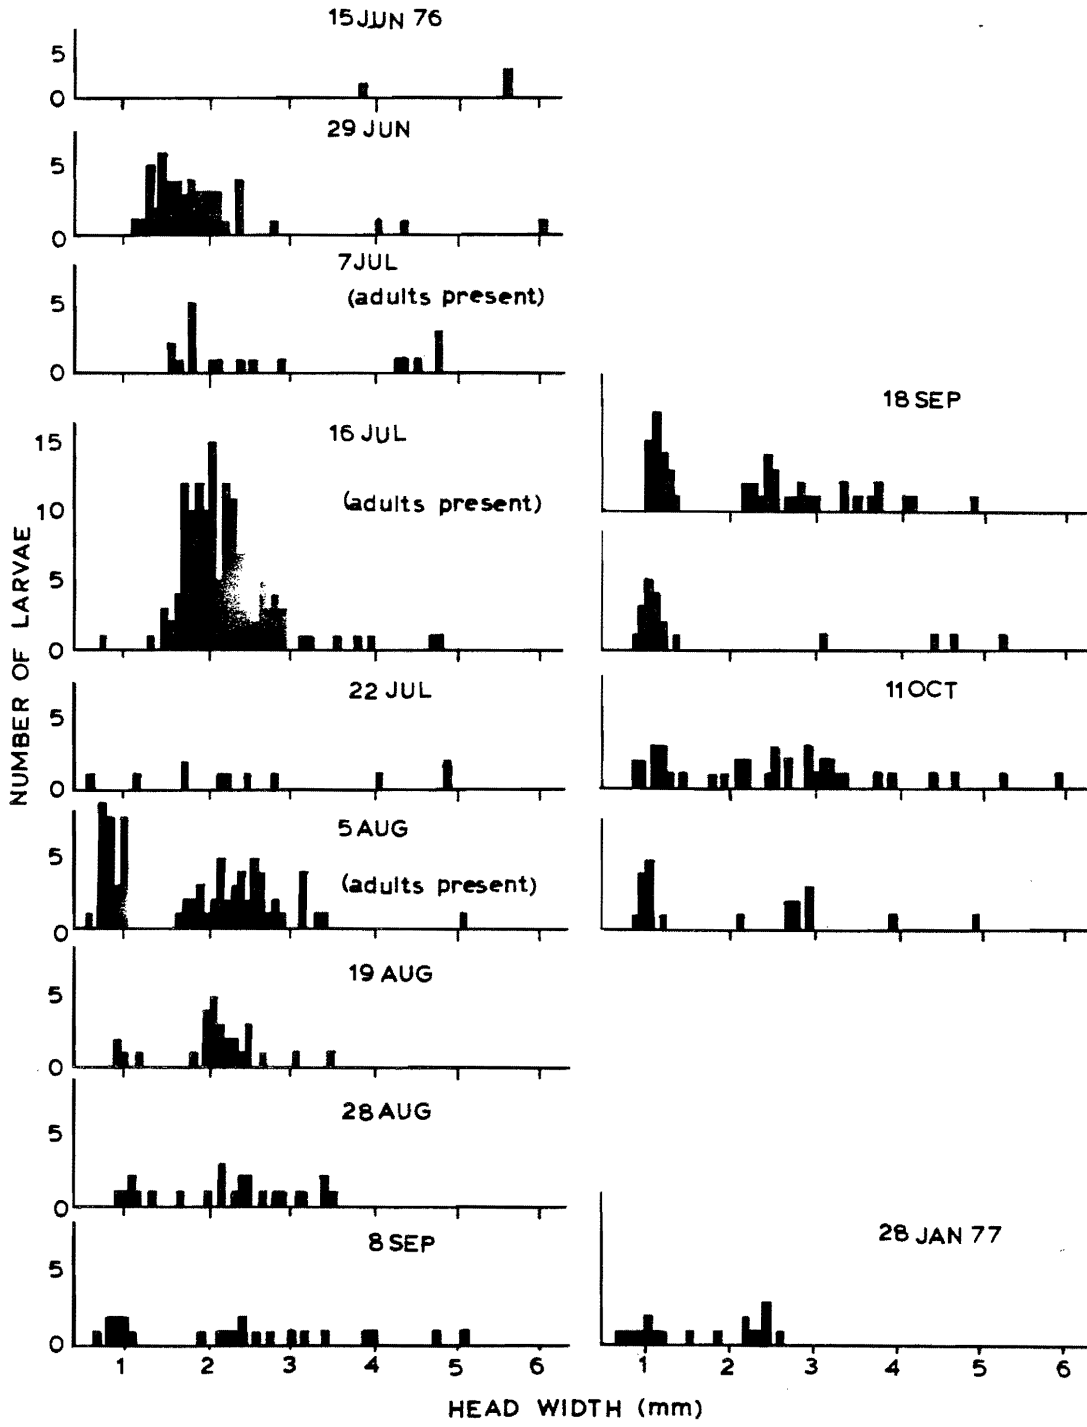 15 JUN 76
5
0
29 JUN
5
0
7 JUL
(adults present)
5
0
16 JUL
(adults present)
15
10
5
0
22 JUL
5
0
5 AUG
(adults present)
5
0
19 AUG
5
0
28 AUG
5
0
8 SEP
5
0
1 2 3 4 5 6
18 SEP
11 OCT
28 JAN 77
1 2 3 4 5 6
NUMBER OF LARVAE
HEAD WIDTH (mm)